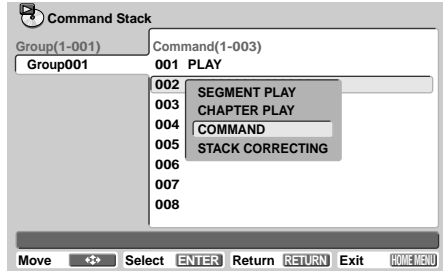 Command Stack
Group(1-001) Command(1-003)
Group001 001 PLAY
002
SEGMENT PLAY
003
CHAPTER PLAY
004
COMMAND
005
STACK CORRECTING
006
007
008
Move Select ENTER Return RETURN Exit HOME MENU